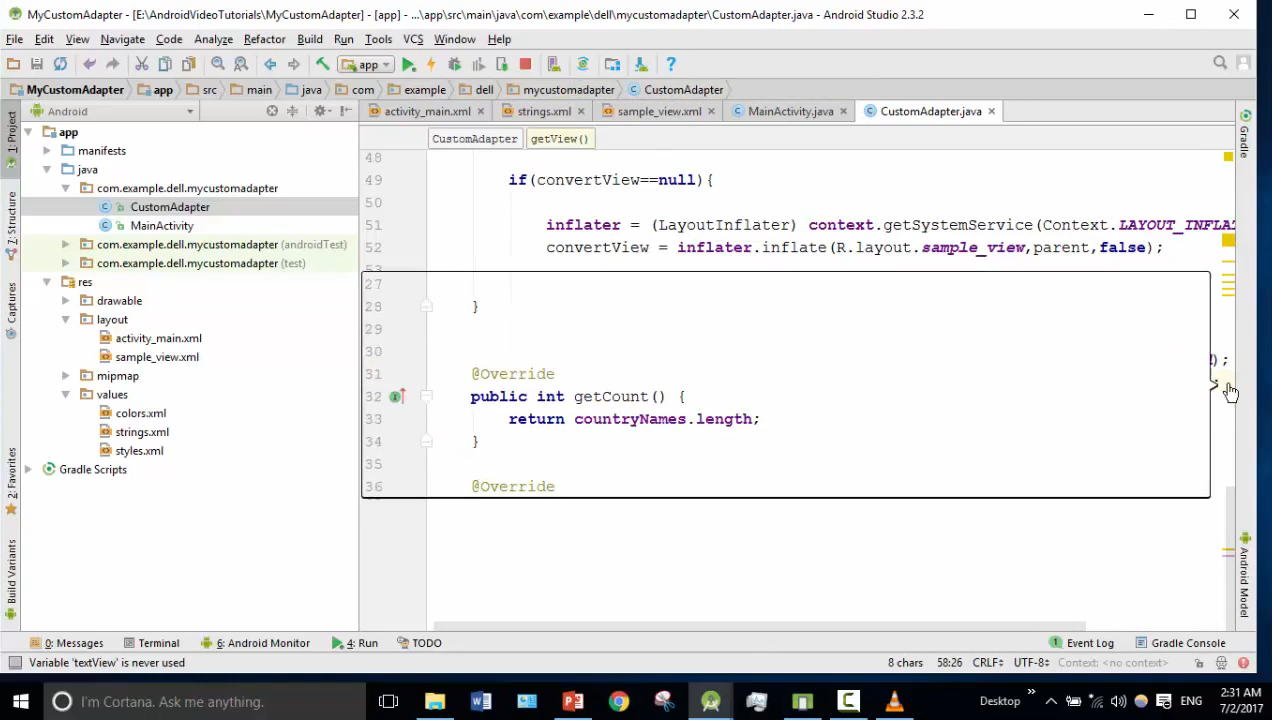 MyCustomAdapter - [E:\AndroidVideoTutorials\MyCustomAdapter] - [app] - ...\app\src\main\java\com\example\dell\mycustomadapter\CustomAdapter.java - Android Studio 2.3.2
File Edit View Navigate Code Analyze Refactor Build Run Tools VCS Window Help
app
MyCustomAdapter app src main java com example dell mycustomadapter CustomAdapter
Android
activity_main.xml strings.xml sample_view.xml MainActivity.java CustomAdapter.java
CustomAdapter getView()
1: Project
7: Structure
Captures
2: Favorites
Build Variants
app
manifests
java
com.example.dell.mycustomadapter
CustomAdapter
MainActivity
com.example.dell.mycustomadapter (androidTest)
com.example.dell.mycustomadapter (test)
res
drawable
layout
activity_main.xml
sample_view.xml
mipmap
values
colors.xml
strings.xml
styles.xml
Gradle Scripts
48
49 if(convertView==null){
50
51 inflater = (LayoutInflater) context.getSystemService(Context.LAYOUT_INFLA
52 convertView = inflater.inflate(R.layout.sample_view,parent,false);
53
27
28 }
29
30
31 @Override
32 public int getCount() {
33 return countryNames.length;
34 }
35
36 @Override
);
;
Gradle
Android Model
0: Messages Terminal 6: Android Monitor 4: Run TODO 1 Event Log Gradle Console
Variable 'textView' is never used 8 chars 58:26 CRLF÷ UTF-8÷ Context: <no context>
I'm Cortana. Ask me anything. Desktop » ENG 2:31 AM
7/2/2017